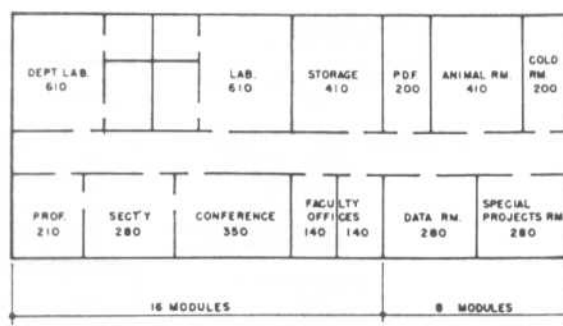 DEPT LAB.
610
LAB.
610
STORAGE
410
P.D.F.
200
ANIMAL RM.
410
COLD
RM.
200
PROF.
210
SECT'Y
280
CONFERENCE
350
FACULTY
OFFICES
140 140
DATA RM.
280
SPECIAL
PROJECTS RM
280
16 MODULES
8 MODULES